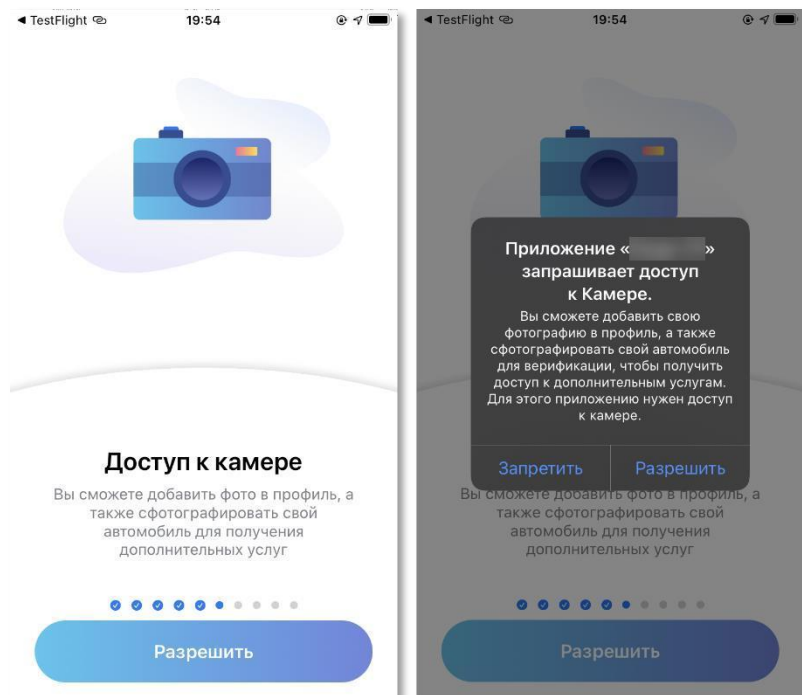 TestFlight
19:54
Доступ к камере
Вы сможете добавить фото в профиль, а
также сфотографировать свой
автомобиль для получения
дополнительных услуг
Разрешить
TestFlight
19:54
Приложение «
»
запрашивает доступ
к Камере.
Вы сможете добавить свою
фотографию в профиль, а также
сфотографировать свой автомобиль
для верификации, чтобы получить
доступ к дополнительным услугам.
Для этого приложению нужен доступ
к камере.
Запретить
Разрешить
Вы сможете добавить фото в профиль, а
также сфотографировать свой
автомобиль для получения
дополнительных услуг
Разрешить